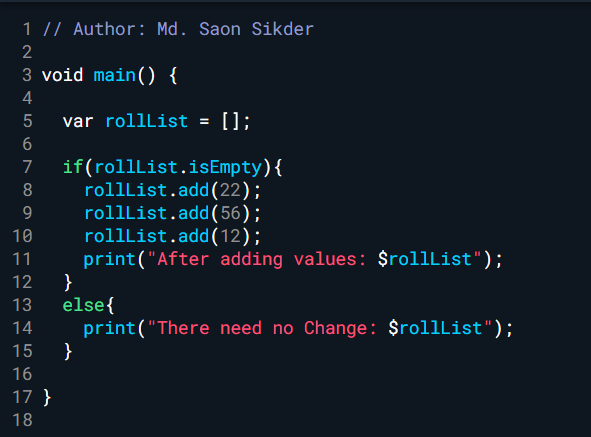 1 // Author: Md. Saon Sikder
2
3 void main() {
4
5   var rollList = [];
6
7   if(rollList.isEmpty){
8     rollList.add(22);
9     rollList.add(56);
10     rollList.add(12);
11     print("After adding values: $rollList");
12   }
13   else{
14     print("There need no Change: $rollList");
15   }
16
17 }
18